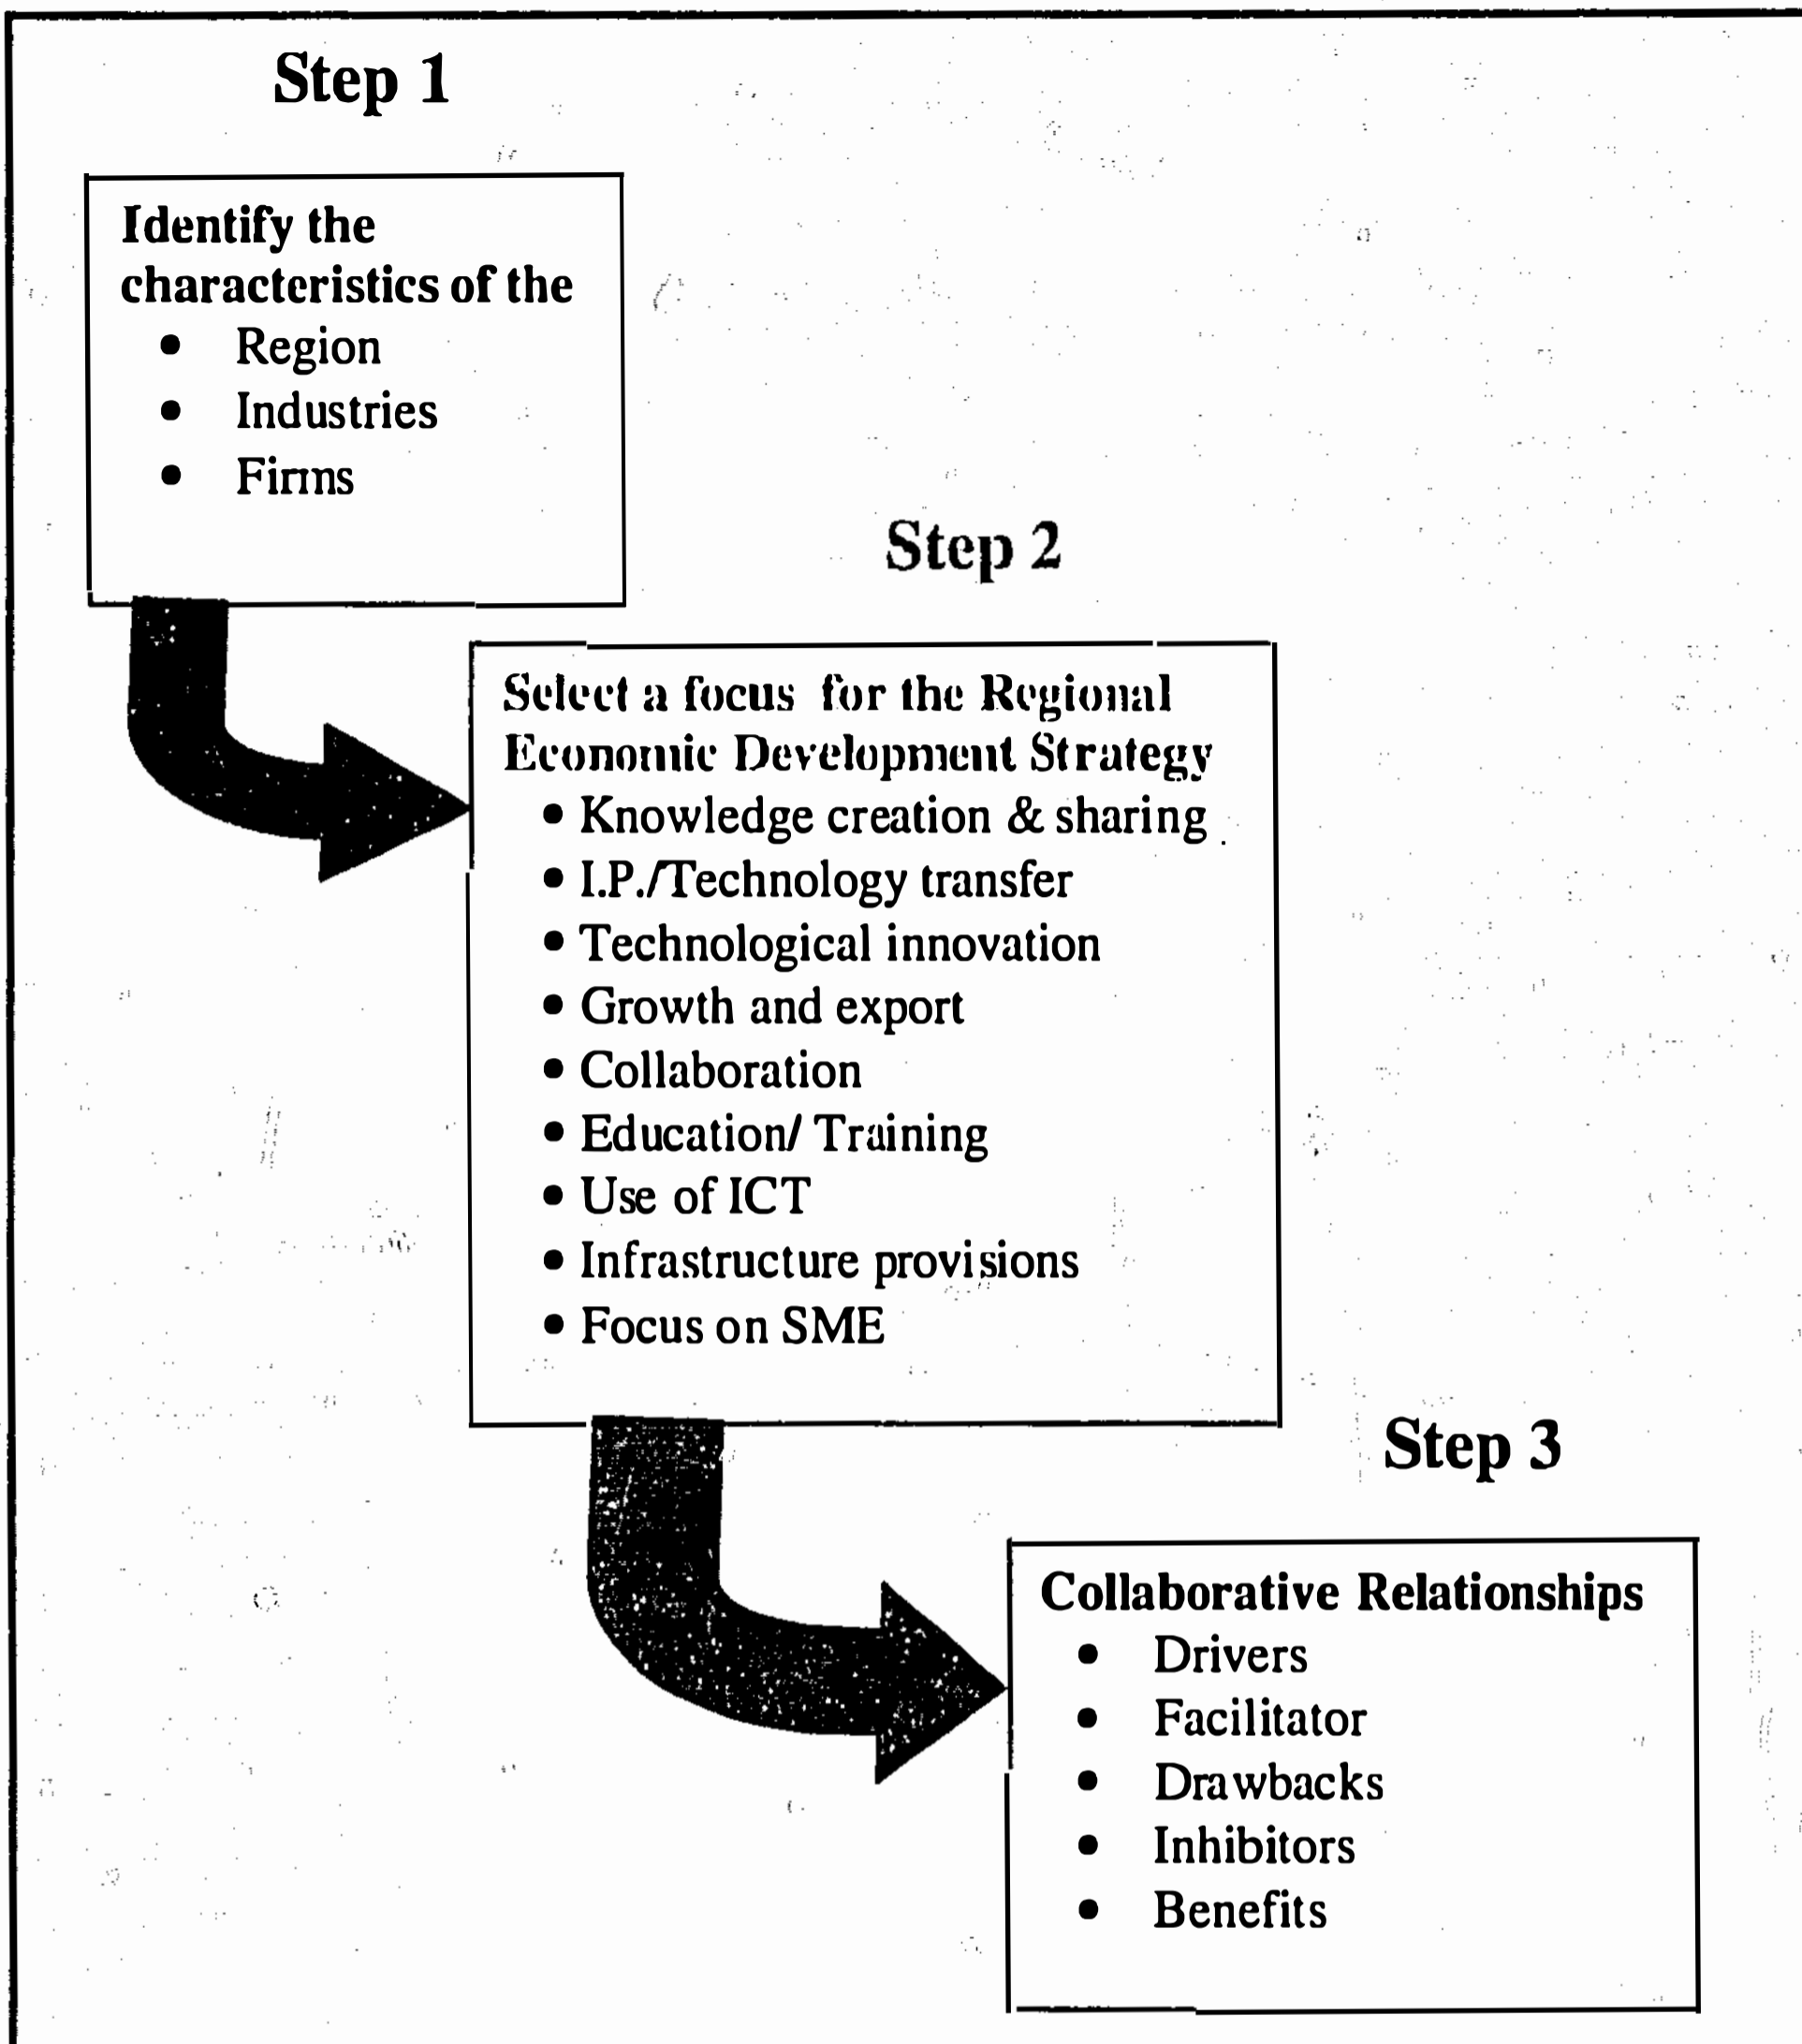 Step 1
Identify the
characteristics of the
• Region
• Industries
• Firms
Step 2
Select a focus for the Regional
Economic Development Strategy
• Knowledge creation & sharing
• I.P./Technology transfer
• Technological innovation
• Growth and export
• Collaboration
• Education/ Training
• Use of ICT
• Infrastructure provisions
• Focus on SME
Step 3
Collaborative Relationships
• Drivers
• Facilitator
• Drawbacks
• Inhibitors
• Benefits